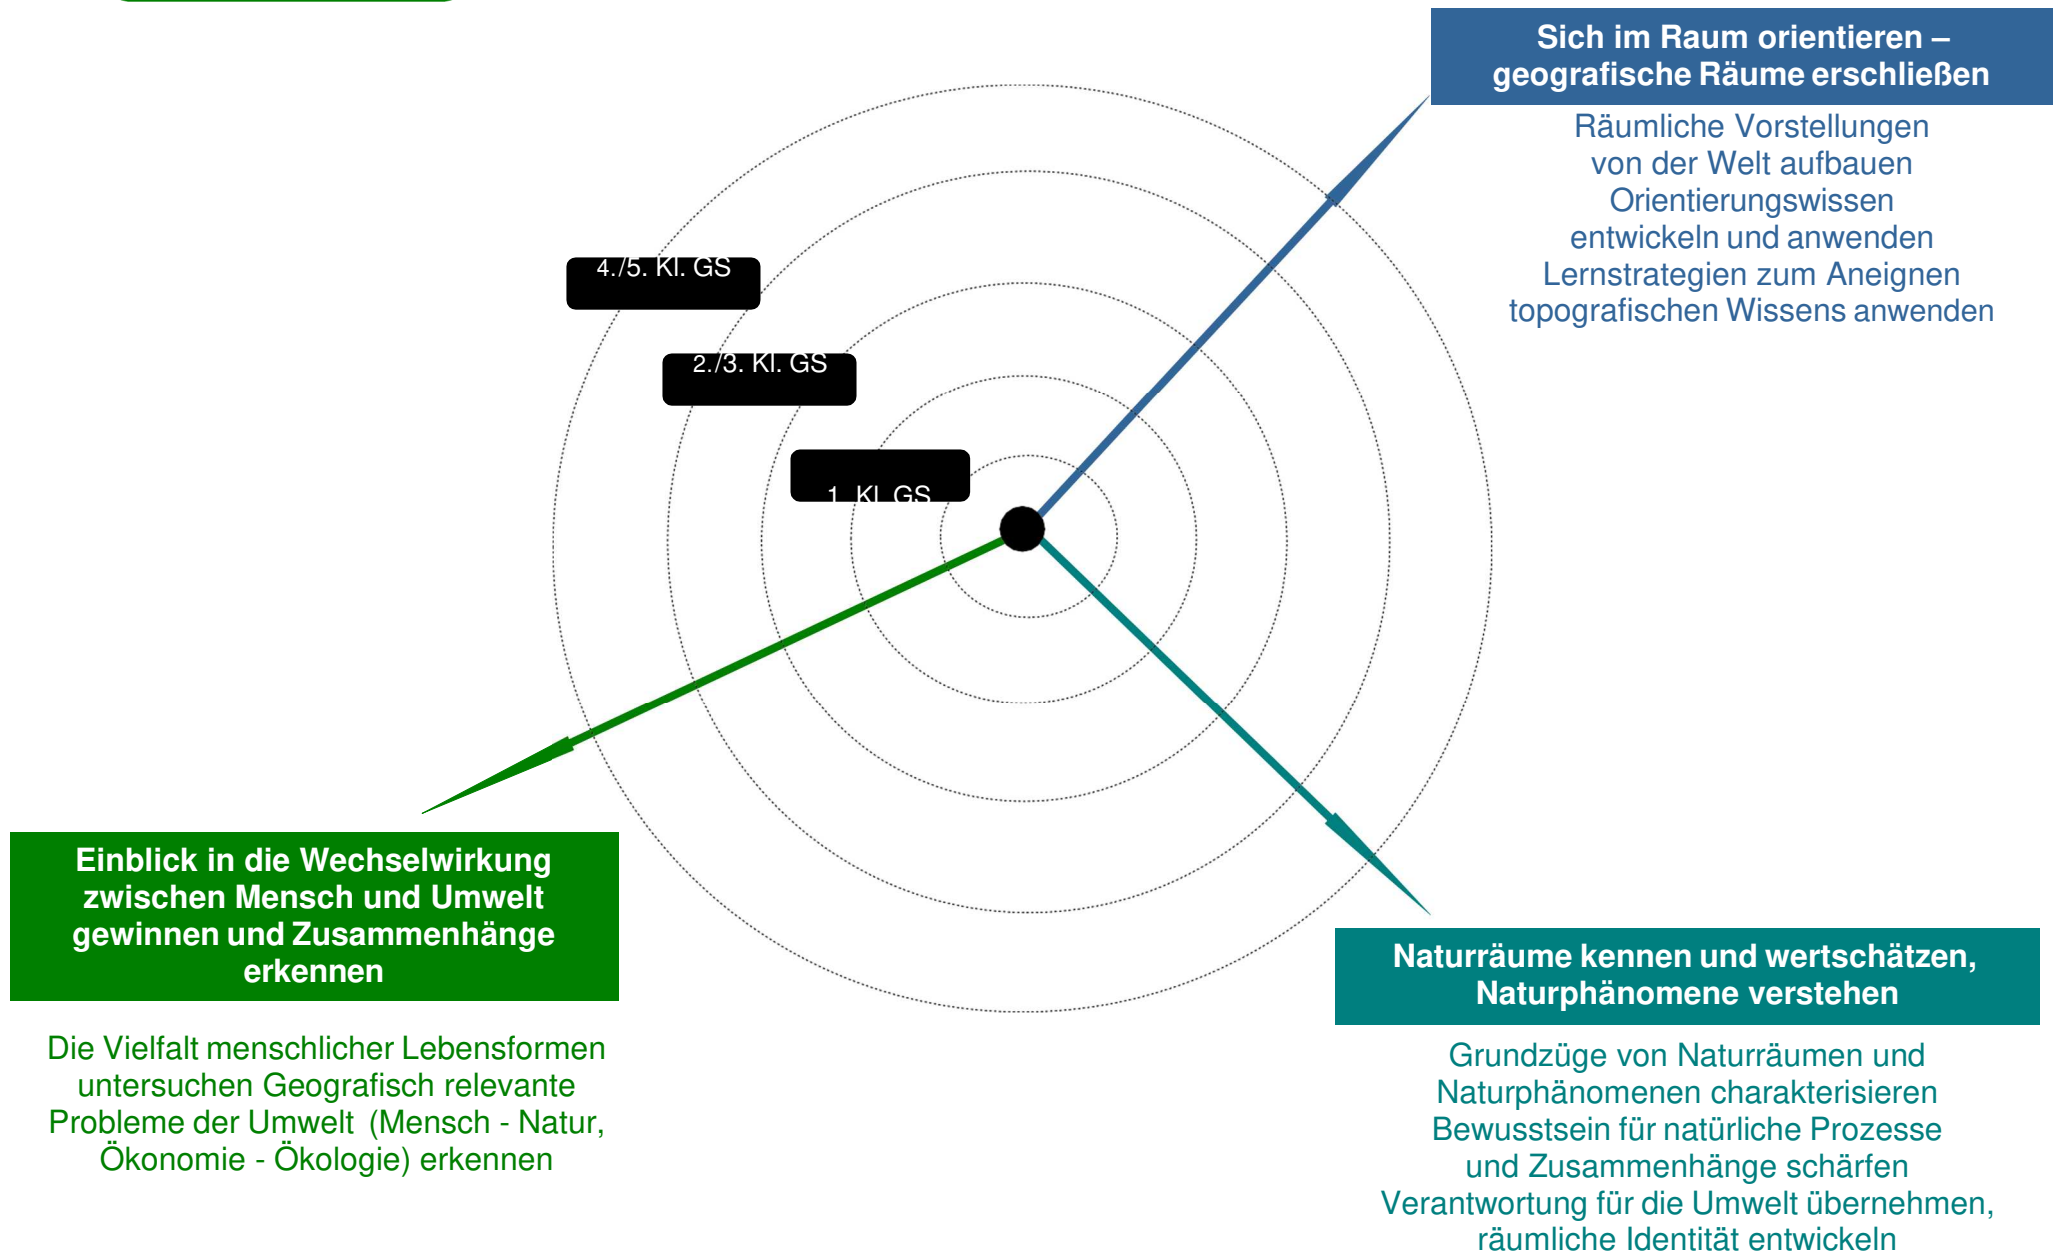 Sich im Raum orientieren –
geografische Räume erschließen
Räumliche Vorstellungen
von der Welt aufbauen
Orientierungswissen
entwickeln und anwenden
Lernstrategien zum Aneignen
topografischen Wissens anwenden
4./5. Kl. GS
2./3. Kl. GS
1. Kl. GS
Einblick in die Wechselwirkung
zwischen Mensch und Umwelt
gewinnen und Zusammenhänge
erkennen
Die Vielfalt menschlicher Lebensformen
untersuchen Geografisch relevante
Probleme der Umwelt (Mensch - Natur,
Ökonomie - Ökologie) erkennen
Naturräume kennen und wertschätzen,
Naturphänomene verstehen
Grundzüge von Naturräumen und
Naturphänomenen charakterisieren
Bewusstsein für natürliche Prozesse
und Zusammenhänge schärfen
Verantwortung für die Umwelt übernehmen,
räumliche Identität entwickeln